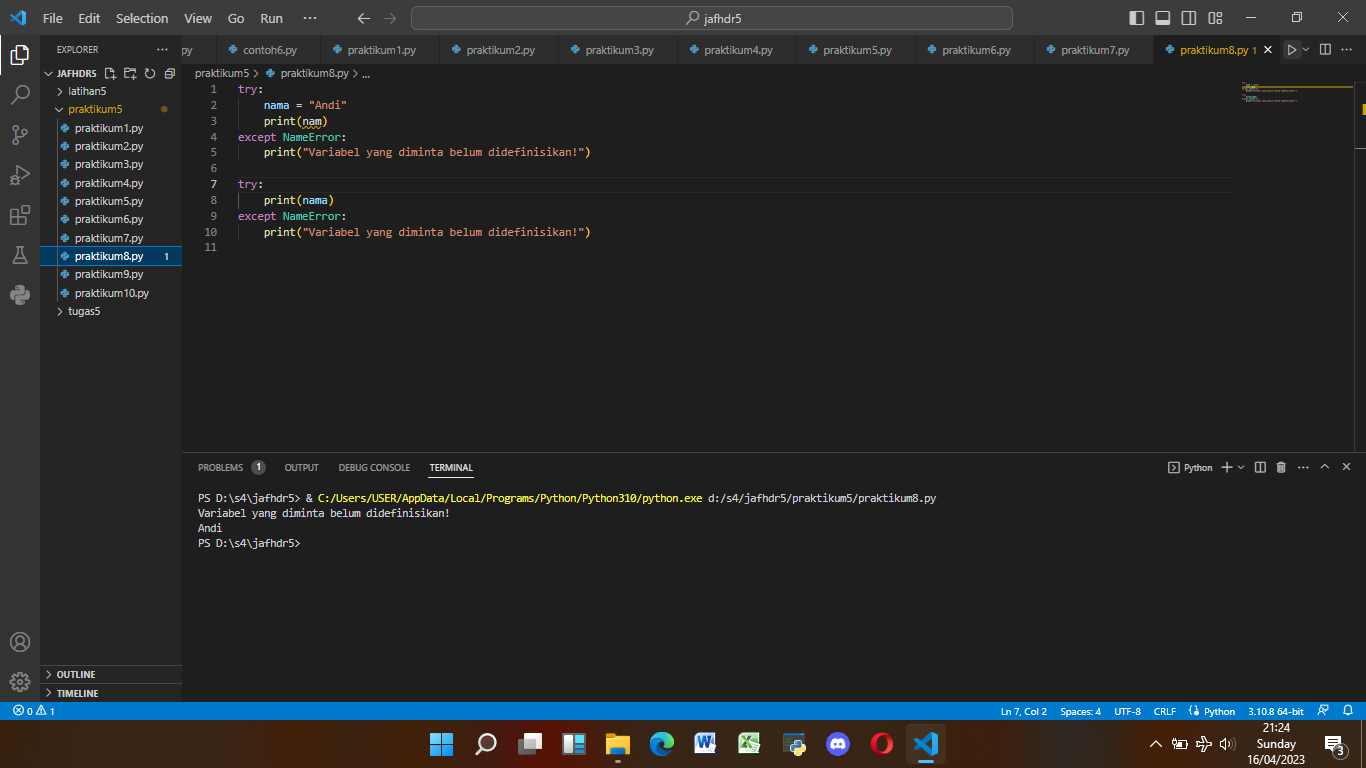 File Edit Selection View Go Run ··· jafhdr5
EXPLORER ···
py contoh6.py praktikum1.py praktikum2.py praktikum3.py praktikum4.py praktikum5.py praktikum6.py praktikum7.py praktikum8.py 1
JAFHDR5
latihan5
praktikum5
praktikum1.py
praktikum2.py
praktikum3.py
praktikum4.py
praktikum5.py
praktikum6.py
praktikum7.py
praktikum8.py 1
praktikum9.py
praktikum10.py
tugas5
OUTLINE
TIMELINE
praktikum5 > praktikum8.py > ...
1 try:
2     nama = "Andi"
3     print(nam)
4 except NameError:
5     print("Variabel yang diminta belum didefinisikan!")
6
7 try:
8     print(nama)
9 except NameError:
10     print("Variabel yang diminta belum didefinisikan!")
11
PROBLEMS 1 OUTPUT DEBUG CONSOLE TERMINAL Python
PS D:\s4\jafhdr5> & C:/Users/USER/AppData/Local/Programs/Python/Python310/python.exe d:/s4/jafhdr5/praktikum5/praktikum8.py
Variabel yang diminta belum didefinisikan!
Andi
PS D:\s4\jafhdr5>
0 1 Ln 7, Col 2 Spaces: 4 UTF-8 CRLF Python 3.10.8 64-bit
21:24
Sunday
16/04/2023
3